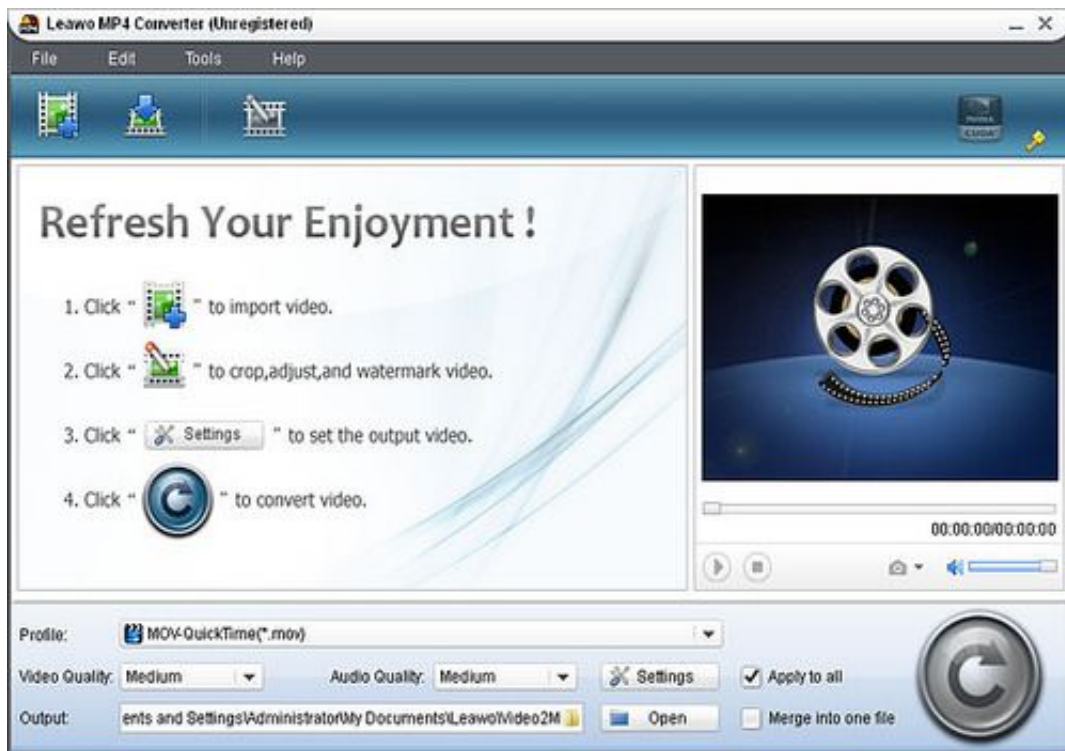 Leawo MP4 Converter (Unregistered)
File Edit Tools Help
NVIDIA
CUDA
Refresh Your Enjoyment !
1. Click " " to import video.
2. Click " " to crop,adjust,and watermark video.
3. Click " Settings " to set the output video.
4. Click " " to convert video.
00:00:00/00:00:00
Profile: MOV-QuickTime(*.mov)
Video Quality: Medium Audio Quality: Medium Settings Apply to all
Output: ents and Settings\Administrator\My Documents\Leawo\Video2M Open Merge into one file